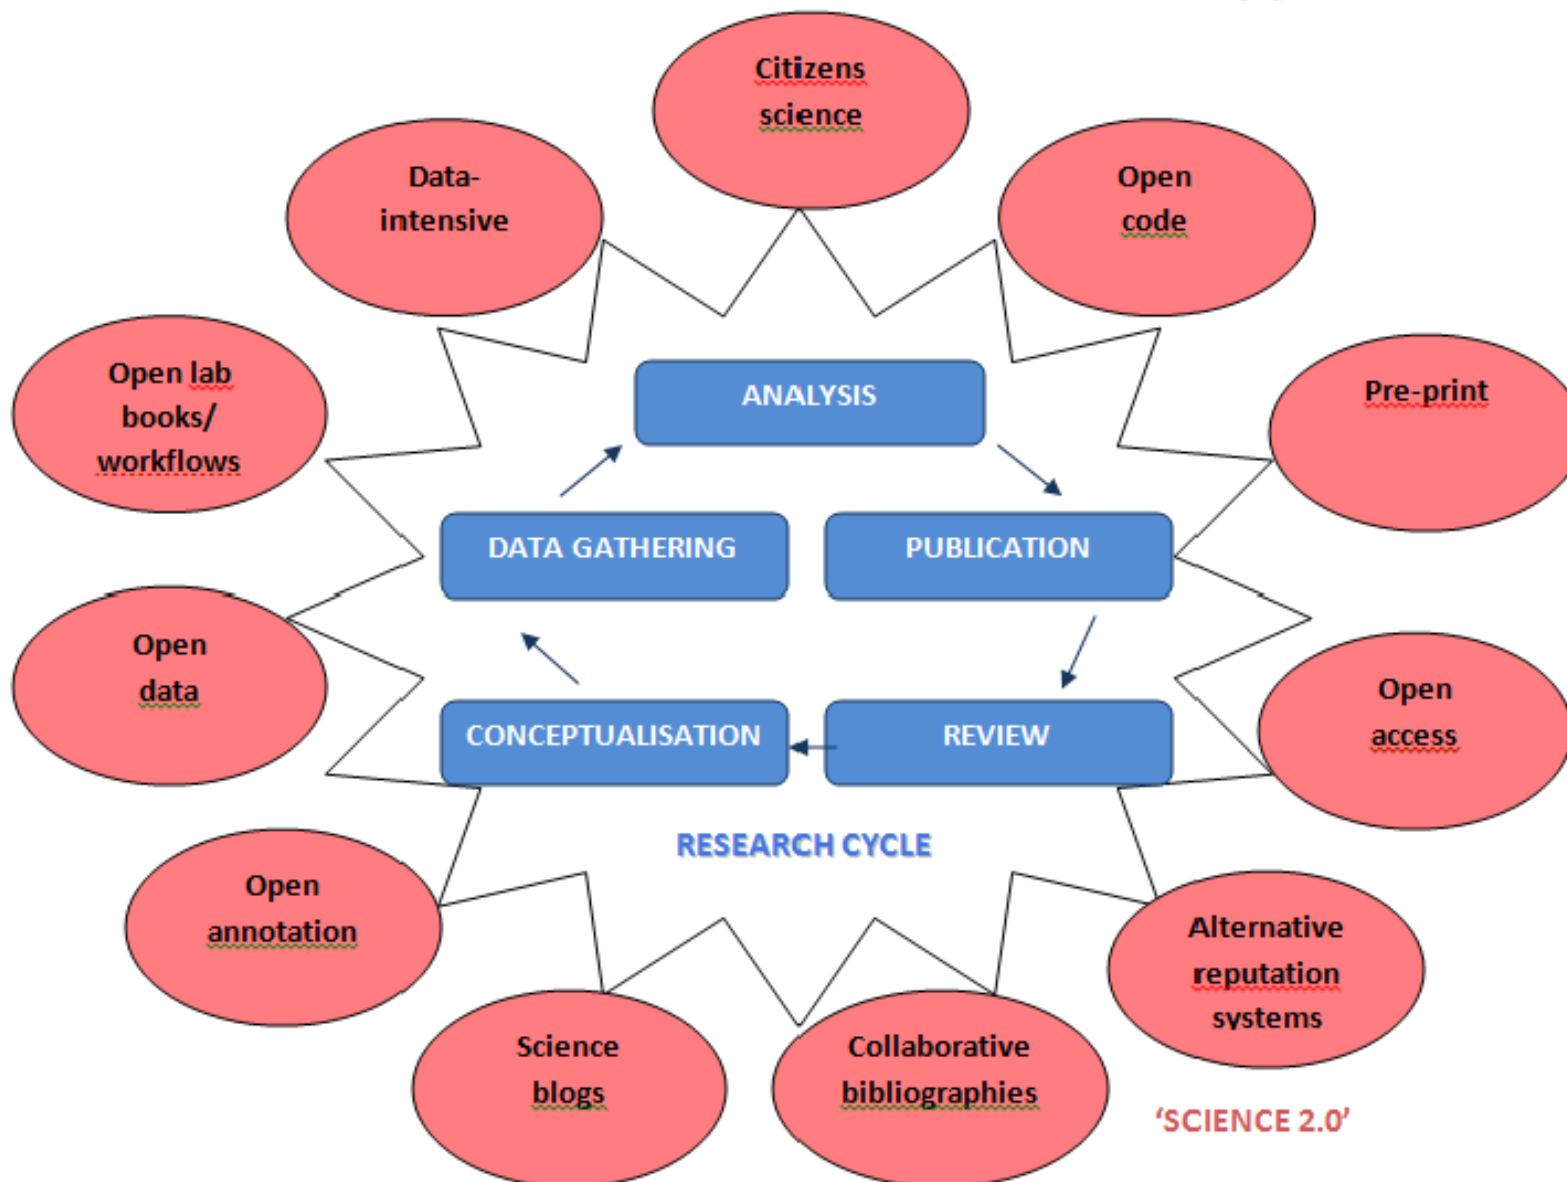 Citizens
science
Data-
intensive
Open
code
Open lab
books/
workflows
Pre-print
ANALYSIS
DATA GATHERING
PUBLICATION
Open
data
Open
access
CONCEPTUALISATION
REVIEW
RESEARCH CYCLE
Open
annotation
Alternative
reputation
systems
Science
blogs
Collaborative
bibliographies
‘SCIENCE 2.0’